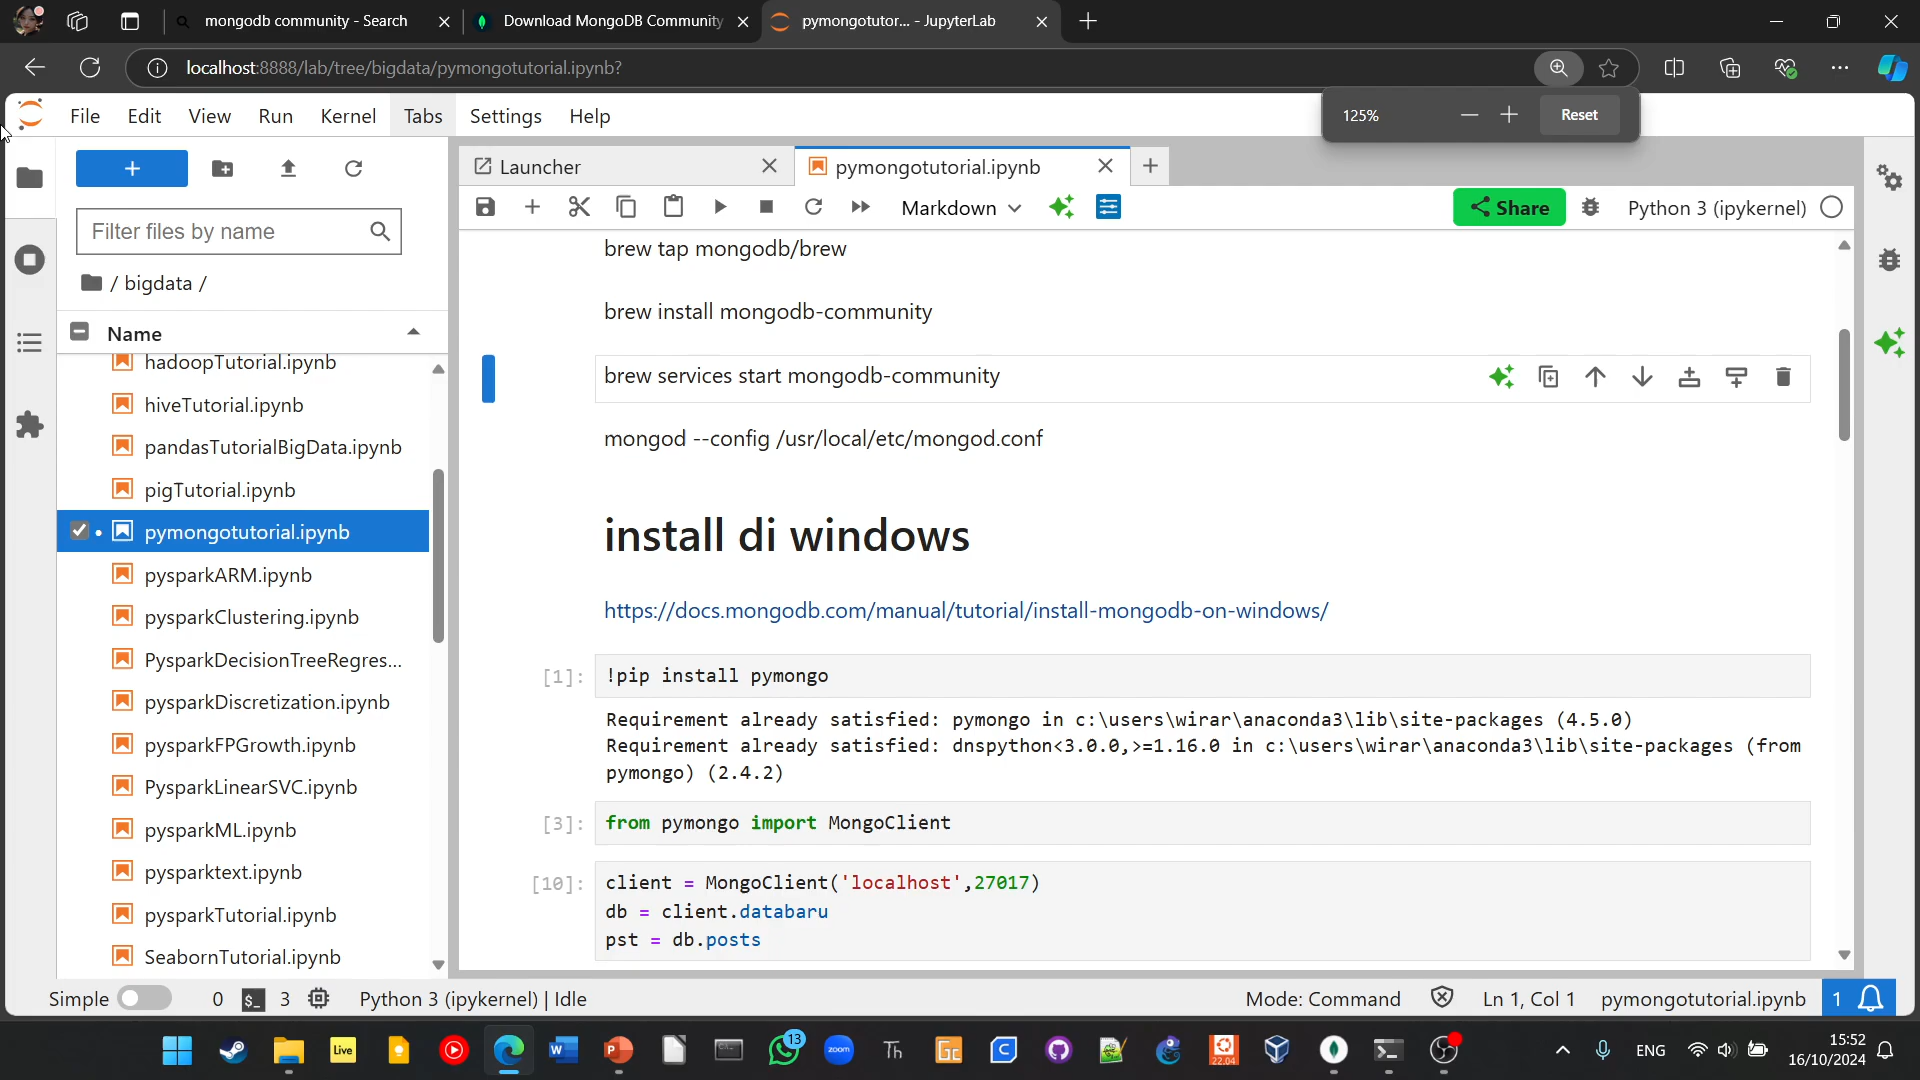 mongodb community - Search
Download MongoDB Community
pymongotutor... - JupyterLab
localhost:8888/lab/tree/bigdata/pymongotutorial.ipynb?
File Edit View Run Kernel Tabs Settings Help
125%
Reset
Launcher
pymongotutorial.ipynb
Markdown
Share
Python 3 (ipykernel)
Filter files by name
/ bigdata /
Name
hadoopTutorial.ipynb
hiveTutorial.ipynb
pandasTutorialBigData.ipynb
pigTutorial.ipynb
pymongotutorial.ipynb
pysparkARM.ipynb
pysparkClustering.ipynb
PysparkDecisionTreeRegres...
pysparkDiscretization.ipynb
pysparkFPGrowth.ipynb
PysparkLinearSVC.ipynb
pysparkML.ipynb
pysparktext.ipynb
pysparkTutorial.ipynb
SeabornTutorial.ipynb
brew tap mongodb/brew
brew install mongodb-community
brew services start mongodb-community
mongod --config /usr/local/etc/mongod.conf
install di windows
https://docs.mongodb.com/manual/tutorial/install-mongodb-on-windows/
[1]: !pip install pymongo
Requirement already satisfied: pymongo in c:\users\wirar\anaconda3\lib\site-packages (4.5.0)
Requirement already satisfied: dnspython<3.0.0,>=1.16.0 in c:\users\wirar\anaconda3\lib\site-packages (from
pymongo) (2.4.2)
[3]: from pymongo import MongoClient
[10]: client = MongoClient('localhost',27017)
db = client.databaru
pst = db.posts
Simple
0
$_
3
Python 3 (ipykernel) | Idle
Mode: Command
Ln 1, Col 1
pymongotutorial.ipynb
1
Live
W
P
13
zoom
Th
Gc
C
22.04
ENG
15:52
16/10/2024